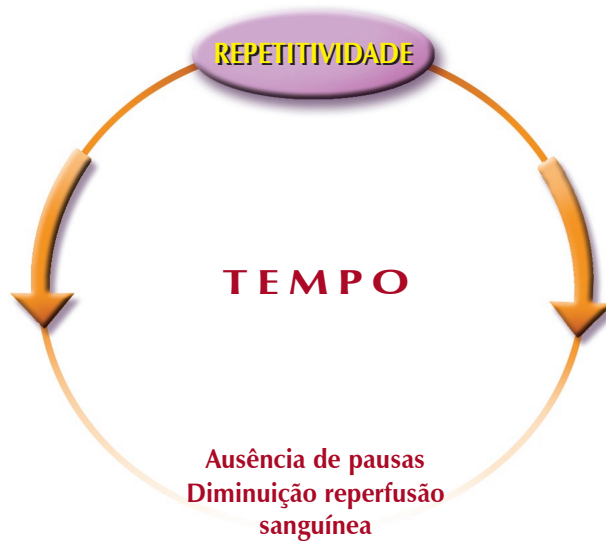 REPETITIVIDADE
TEMPO
Ausência de pausas
Diminuição reperfusão
sanguínea